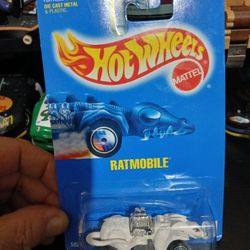 DIE CAST METAL
& PLASTIC
Hot Wheels
MATTEL
RATMOBILE